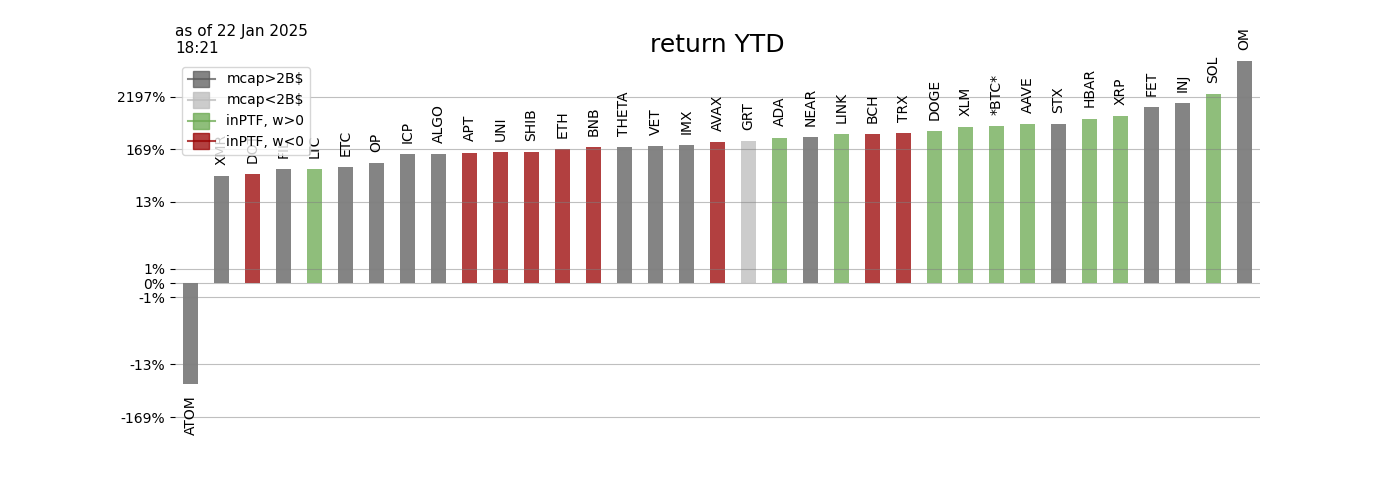 as of 22 Jan 2025
18:21
return YTD
mcap>2B$
mcap<2B$
inPTF, w>0
inPTF, w<0
2197%
169%
13%
1%
0%
-1%
-13%
-169%
ATOM
XMR
LTC
ETC
OP
ICP
ALGO
APT
UNI
SHIB
ETH
BNB
THETA
VET
IMX
AVAX
GRT
ADA
NEAR
LINK
BCH
TRX
DOGE
XLM
*BTC*
AAVE
STX
HBAR
XRP
FET
INJ
SOL
OM